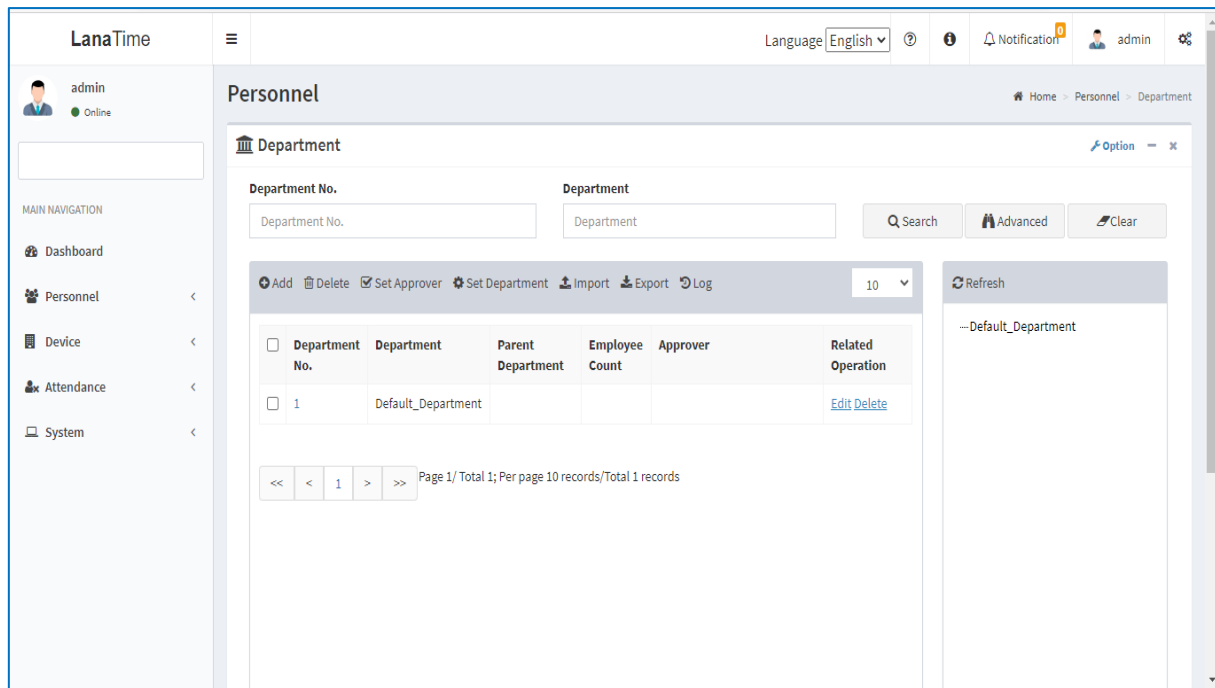 LanaTime
Language English
0
Notification
admin
admin
Online
Personnel
Home > Personnel > Department
Department
Option
MAIN NAVIGATION
Dashboard
Personnel
Device
Attendance
System
Department No. Department
Department No. Department Search Advanced Clear
Add Delete Set Approver Set Department Import Export Log 10
Refresh
Default_Department
Department No. Department Parent Department Employee Count Approver Related Operation
1 Default_Department Edit Delete
<< < 1 > >> Page 1/ Total 1; Per page 10 records/Total 1 records